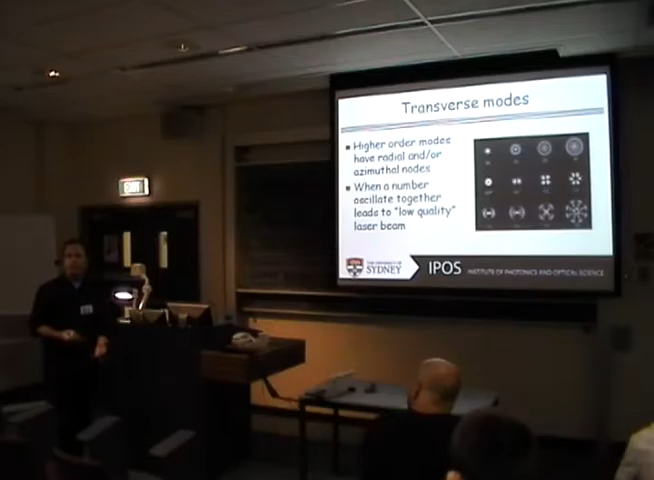 EXIT
Transverse modes
Higher order modes
have radial and/or
azimuthal nodes
When a number
oscillate together
leads to "low quality"
laser beam
THE UNIVERSITY OF
SYDNEY
IPOS
INSTITUTE OF PHOTONICS AND OPTICAL SCIENCE